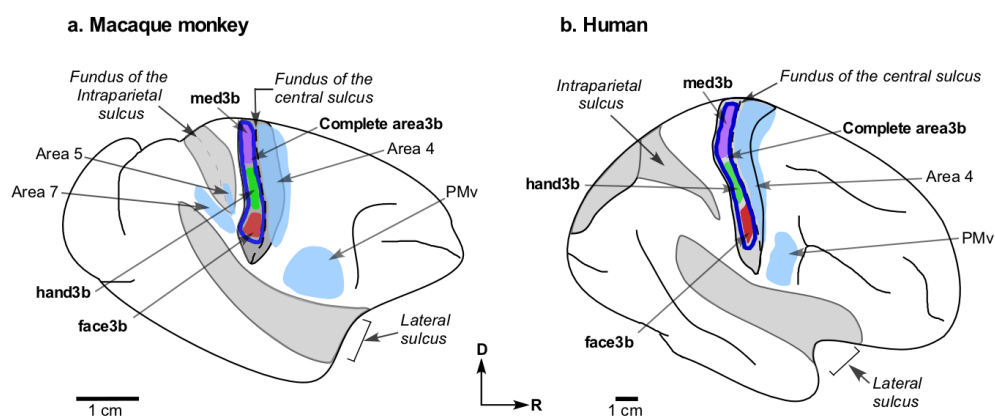 a. Macaque monkey
Fundus of the
Intraparietal
sulcus
med3b
Fundus of the
central sulcus
Complete area3b
Area 5
Area 4
Area 7
PMv
hand3b
face3b
Lateral
sulcus
1 cm
D
R
b. Human
med3b
Fundus of the central sulcus
Intraparietal
sulcus
Complete area3b
hand3b
Area 4
PMv
face3b
Lateral
sulcus
1 cm